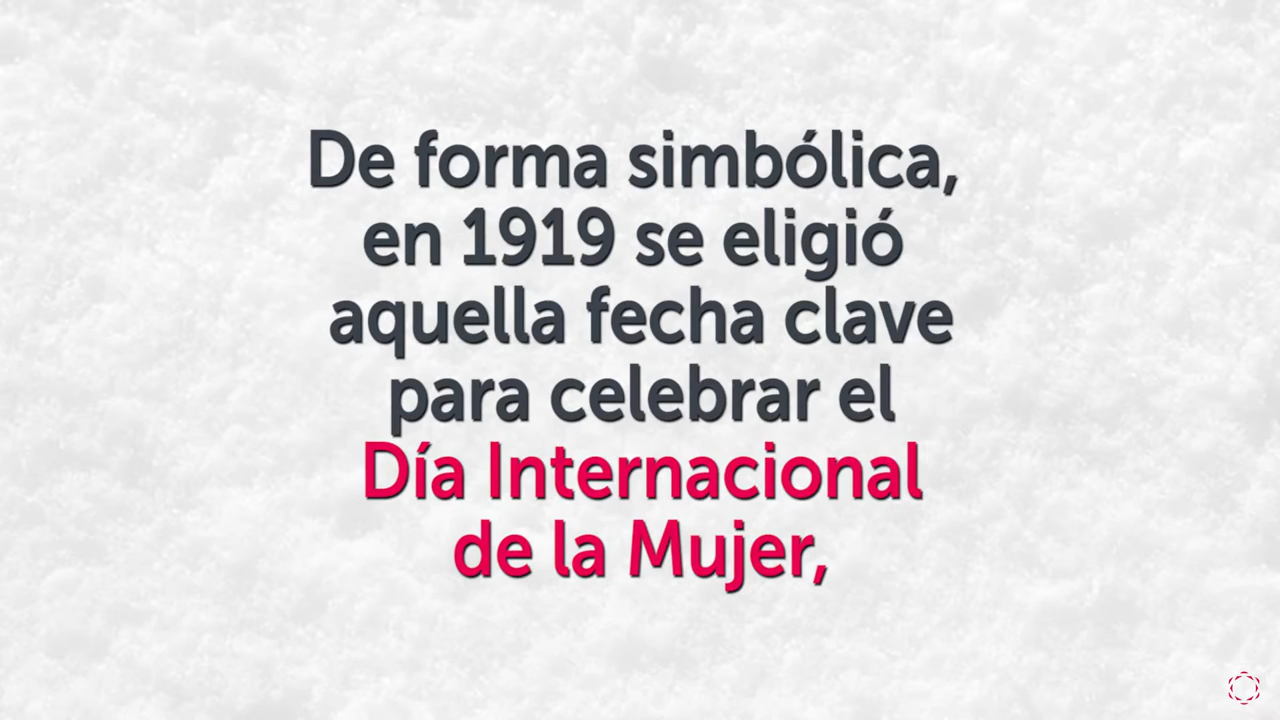 De forma simbólica,
en 1919 se eligió
aquella fecha clave
para celebrar el
Día Internacional
de la Mujer,